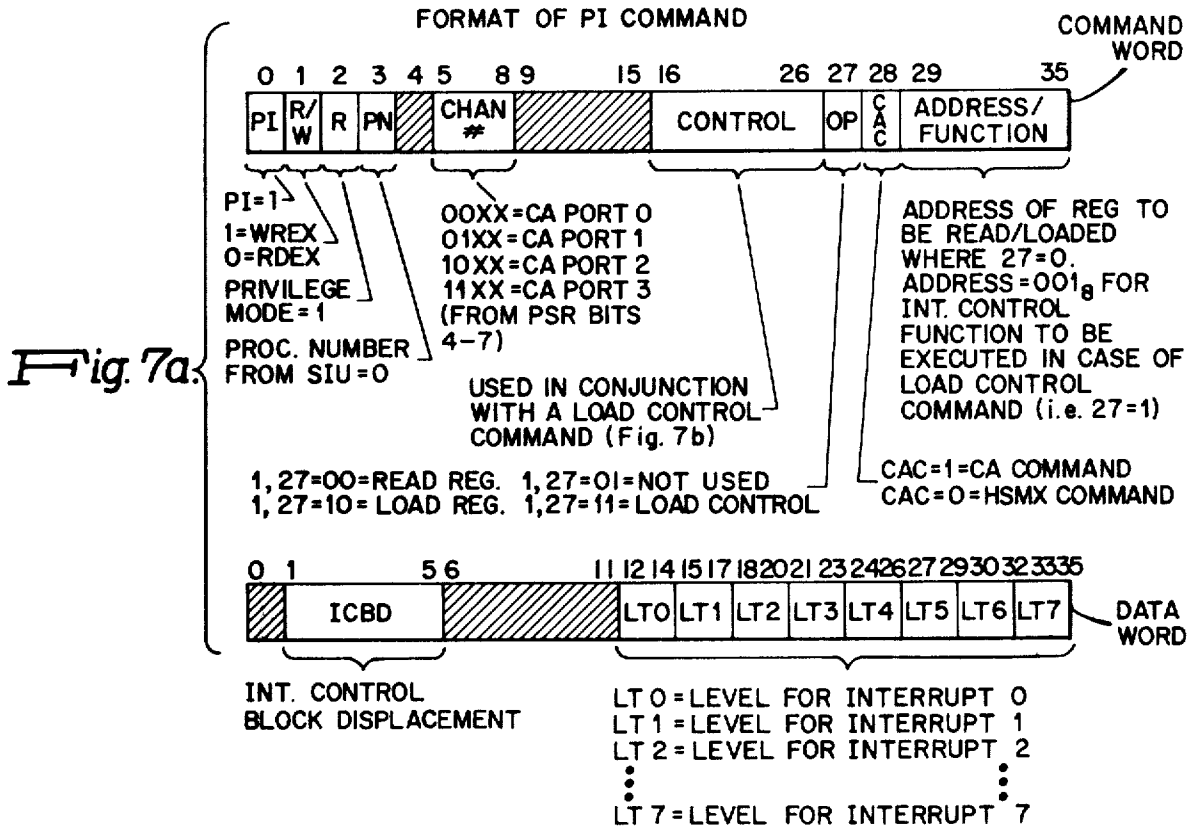 FORMAT OF PI COMMAND
COMMAND WORD
0 1 2 3 4 5 8 9 15 16 26 27 28 29 35
PI R/W R PN CHAN # CONTROL OP CAC ADDRESS/FUNCTION
PI=1
1=WREX
0=RDEX
PRIVILEGE
MODE=1
PROC. NUMBER
FROM SIU=0
00XX=CA PORT 0
01XX=CA PORT 1
10XX=CA PORT 2
11XX=CA PORT 3
(FROM PSR BITS
4-7)
USED IN CONJUNCTION
WITH A LOAD CONTROL
COMMAND (Fig. 7b)
ADDRESS OF REG TO
BE READ/LOADED
WHERE 27=0.
ADDRESS=001₈ FOR
INT. CONTROL
FUNCTION TO BE
EXECUTED IN CASE OF
LOAD CONTROL
COMMAND (i.e. 27=1)
Fig. 7a.
1,27=00=READ REG. 1,27=01=NOT USED
1,27=10=LOAD REG. 1,27=11=LOAD CONTROL
CAC=1=CA COMMAND
CAC=0=HSMX COMMAND
0 1 5 6 11 12 14 15 17 18 20 21 23 24 26 27 29 30 32 33 35
ICBD LT0 LT1 LT2 LT3 LT4 LT5 LT6 LT7
DATA WORD
INT. CONTROL
BLOCK DISPLACEMENT
LT 0=LEVEL FOR INTERRUPT 0
LT 1=LEVEL FOR INTERRUPT 1
LT 2=LEVEL FOR INTERRUPT 2
LT 7=LEVEL FOR INTERRUPT 7